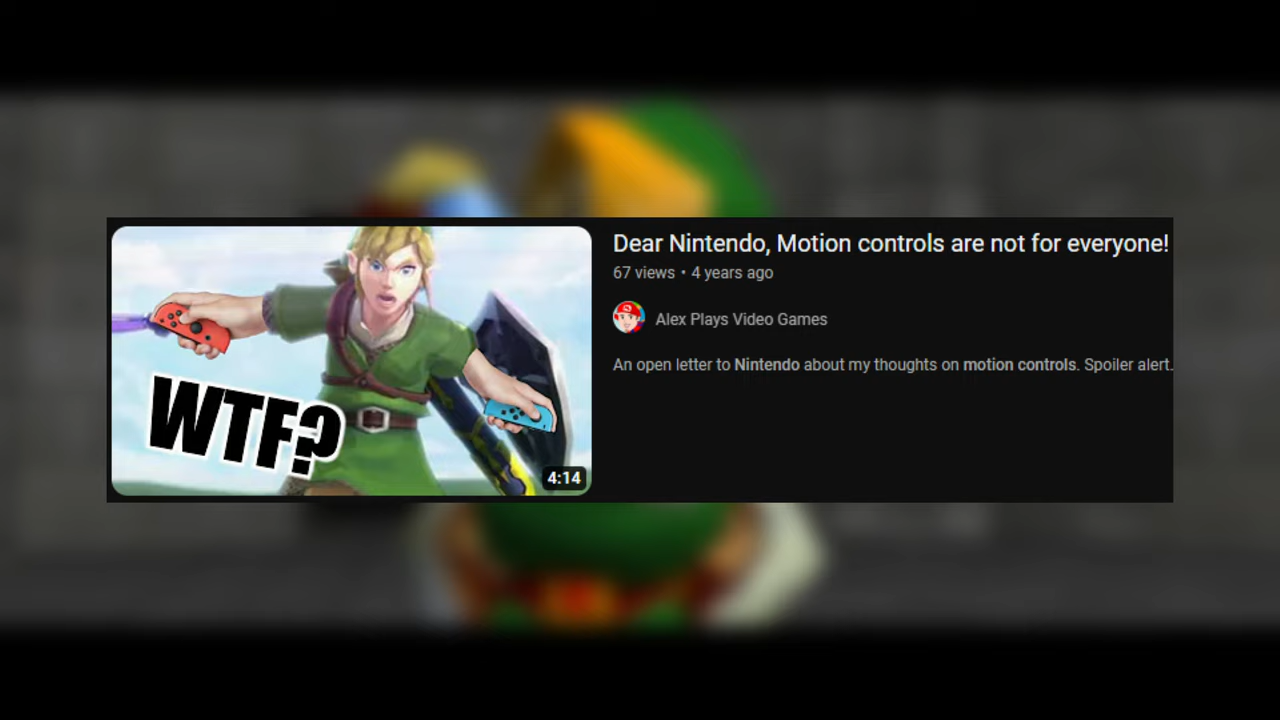 Dear Nintendo, Motion controls are not for everyone!
67 views • 4 years ago
Alex Plays Video Games
An open letter to Nintendo about my thoughts on motion controls. Spoiler alert.
WTF?
4:14